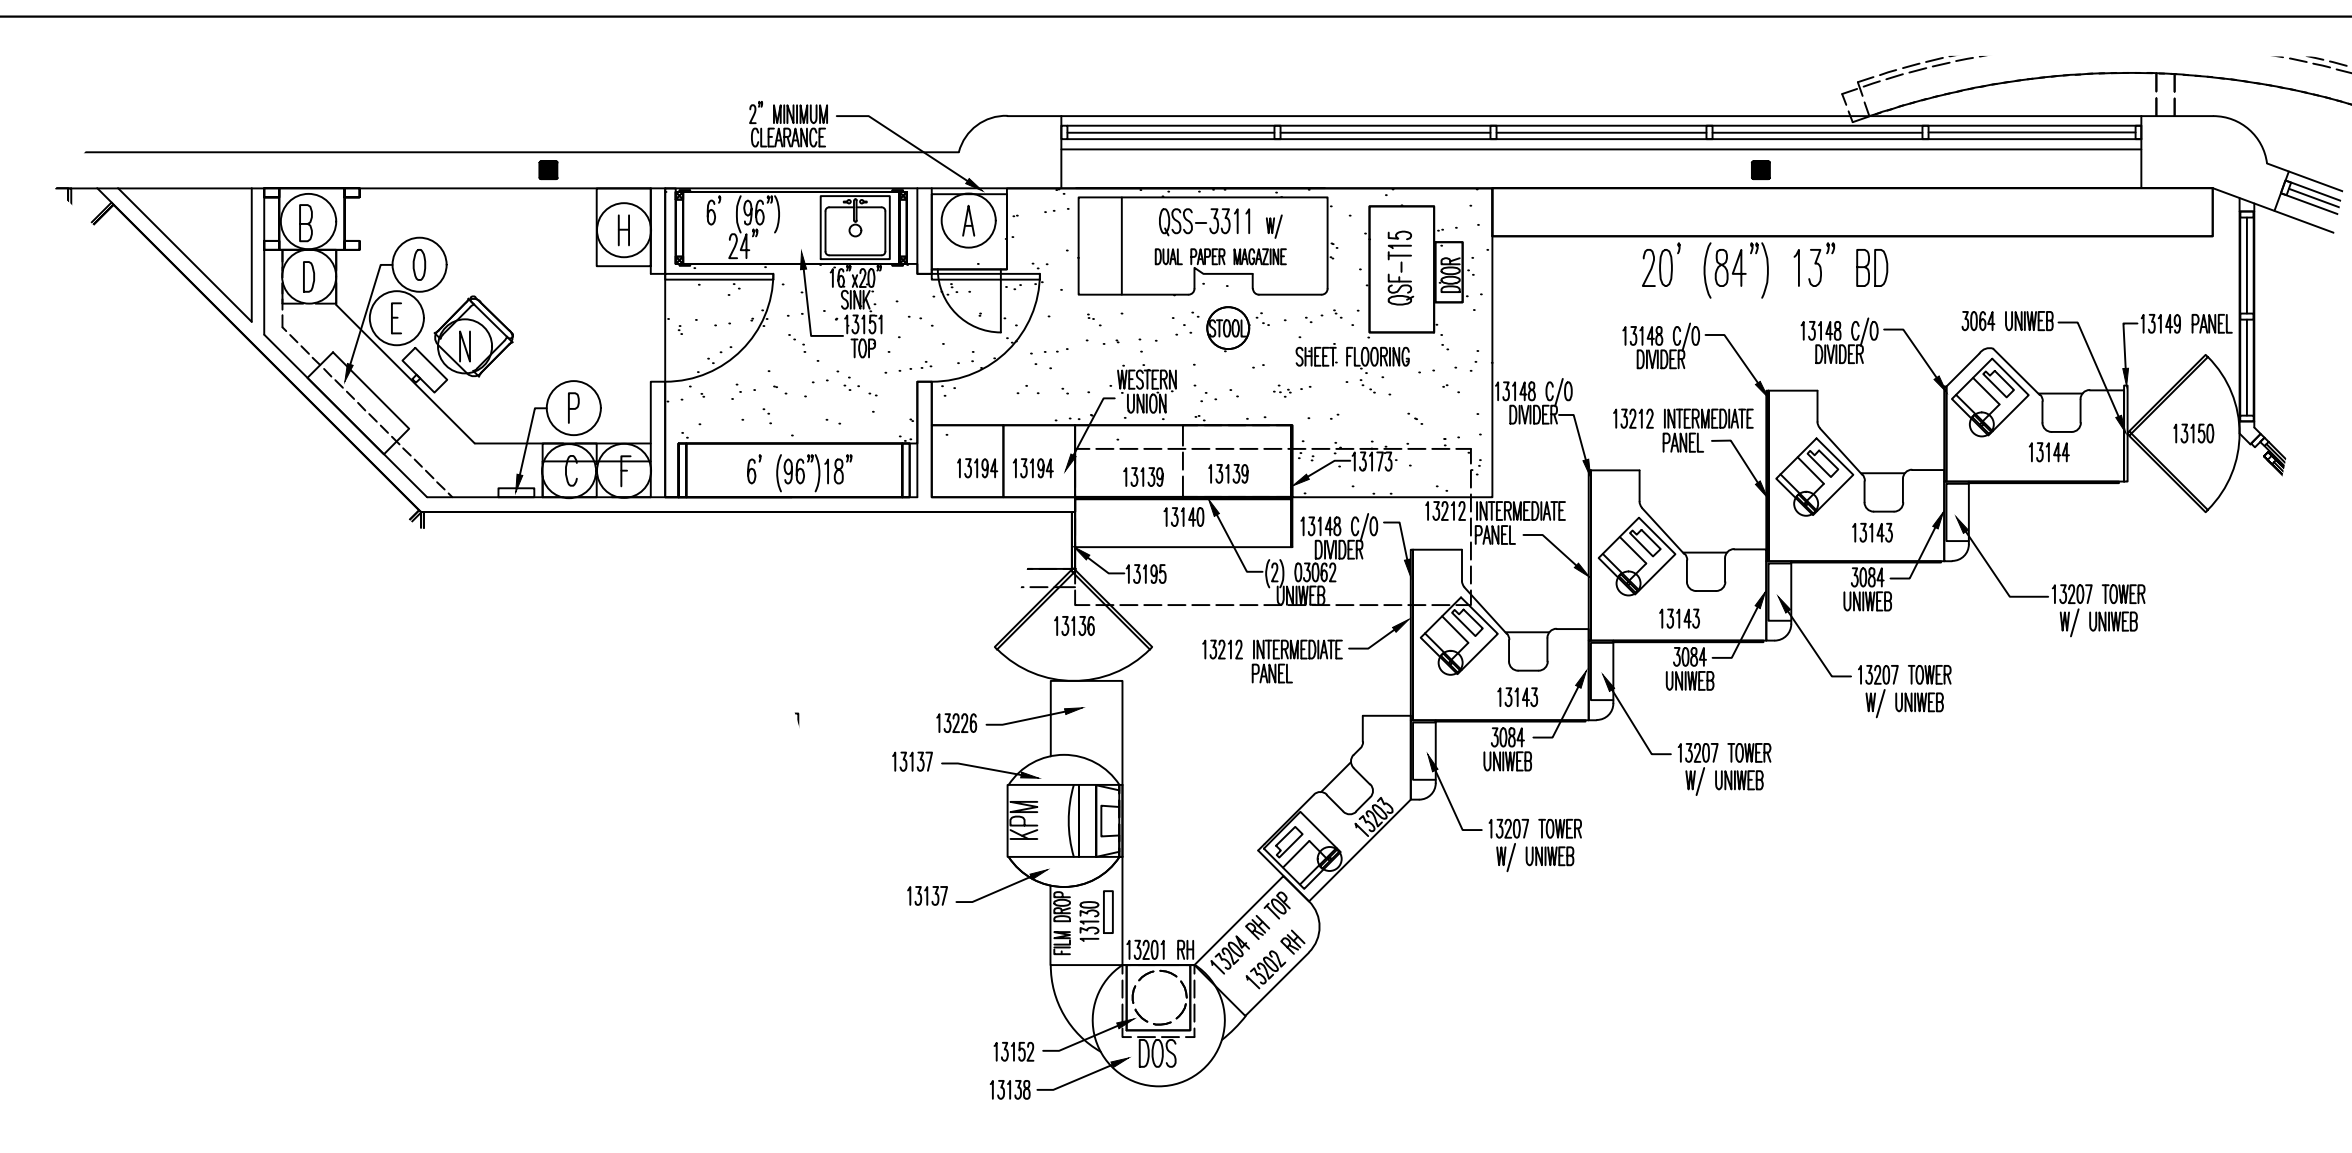 2" MINIMUM
CLEARANCE
B
H
6' (96")
24"
A
QSS-3311 W/
DUAL PAPER MAGAZINE
QSF-T15
DOOR
D
O
E
N
16"x20"
SINK
13151
TOP
STOOL
SHEET FLOORING
20' (84") 13" BD
13148 C/O
DIVIDER
13148 C/O
DIVIDER
3064 UNIWEB
13149 PANEL
P
WESTERN
UNION
13148 C/O
DIVIDER
13212 INTERMEDIATE
PANEL
13150
13144
C
F
6' (96")18"
13194
13194
13139
13139
13173
13140
13148 C/O
DIVIDER
13212 INTERMEDIATE
PANEL
13143
13195
(2) 03062
UNIWEB
3084
UNIWEB
13207 TOWER
W/ UNIWEB
13136
13143
13212 INTERMEDIATE
PANEL
3084
UNIWEB
13207 TOWER
W/ UNIWEB
13143
13226
3084
UNIWEB
13207 TOWER
W/ UNIWEB
13137
KPM
13203
13207 TOWER
W/ UNIWEB
13137
FILM DROP
13130
13201 RH
13204 RH TOP
13202 RH
13152
DOS
13138